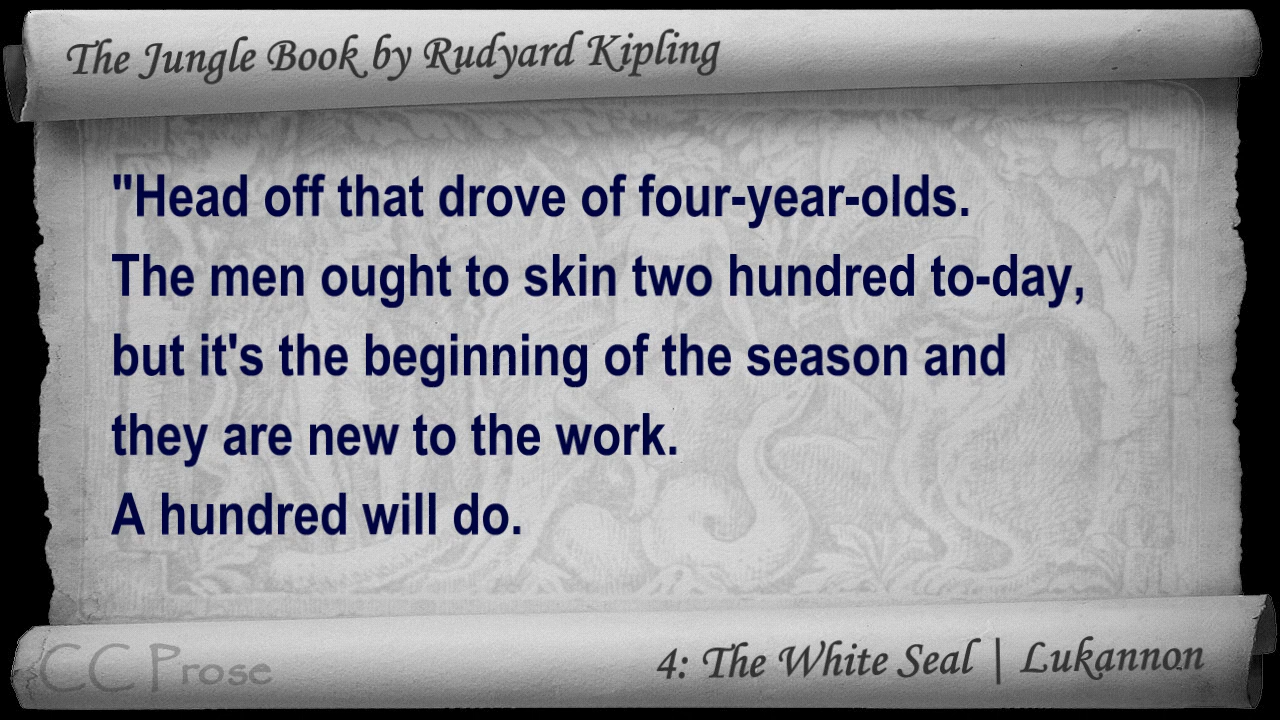 The Jungle Book by Rudyard Kipling
"Head off that drove of four-year-olds.
The men ought to skin two hundred to-day,
but it's the beginning of the season and
they are new to the work.
A hundred will do.
CC Prose
4: The White Seal | Lukannon